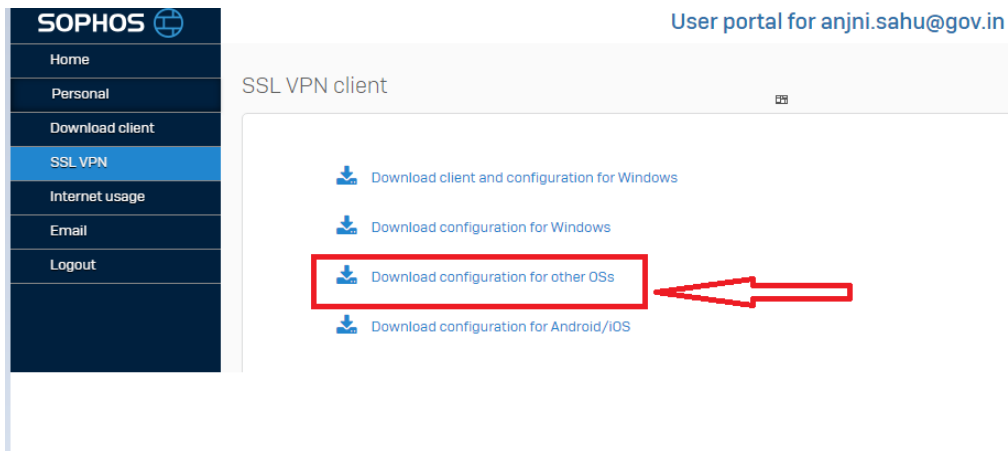 SOPHOS
User portal for anjni.sahu@gov.in
Home
Personal
Download client
SSL VPN
Internet usage
Email
Logout
SSL VPN client
Download client and configuration for Windows
Download configuration for Windows
Download configuration for other OSs
Download configuration for Android/iOS